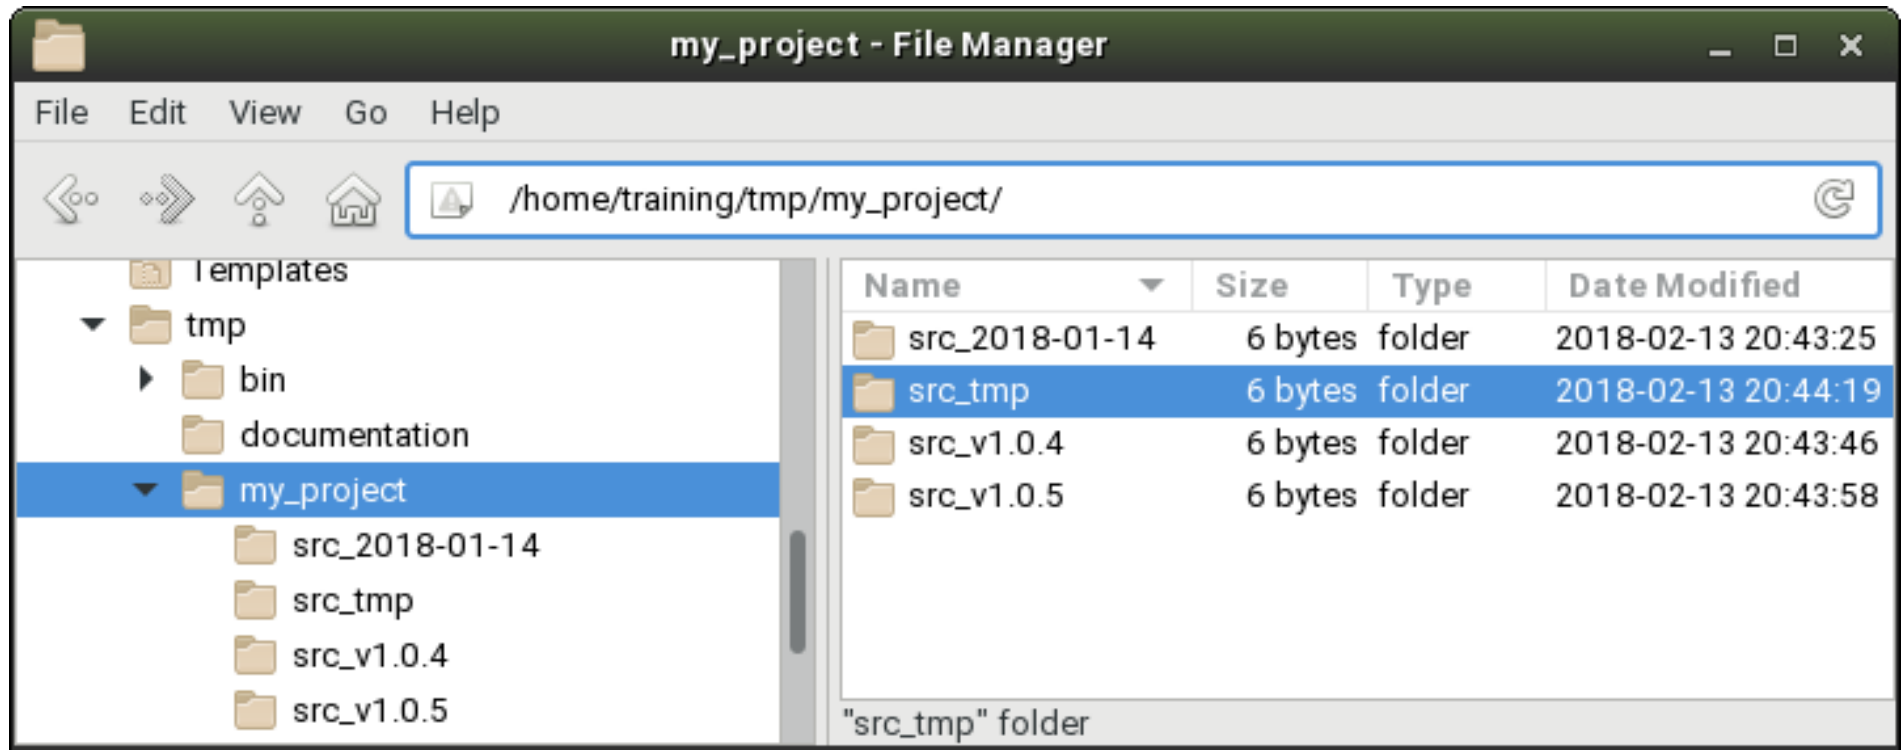 my_project - File Manager
File Edit View Go Help
/home/training/tmp/my_project/
Templates
tmp
bin
documentation
my_project
src_2018-01-14
src_tmp
src_v1.0.4
src_v1.0.5
Name Size Type Date Modified
src_2018-01-14 6 bytes folder 2018-02-13 20:43:25
src_tmp 6 bytes folder 2018-02-13 20:44:19
src_v1.0.4 6 bytes folder 2018-02-13 20:43:46
src_v1.0.5 6 bytes folder 2018-02-13 20:43:58
"src_tmp" folder